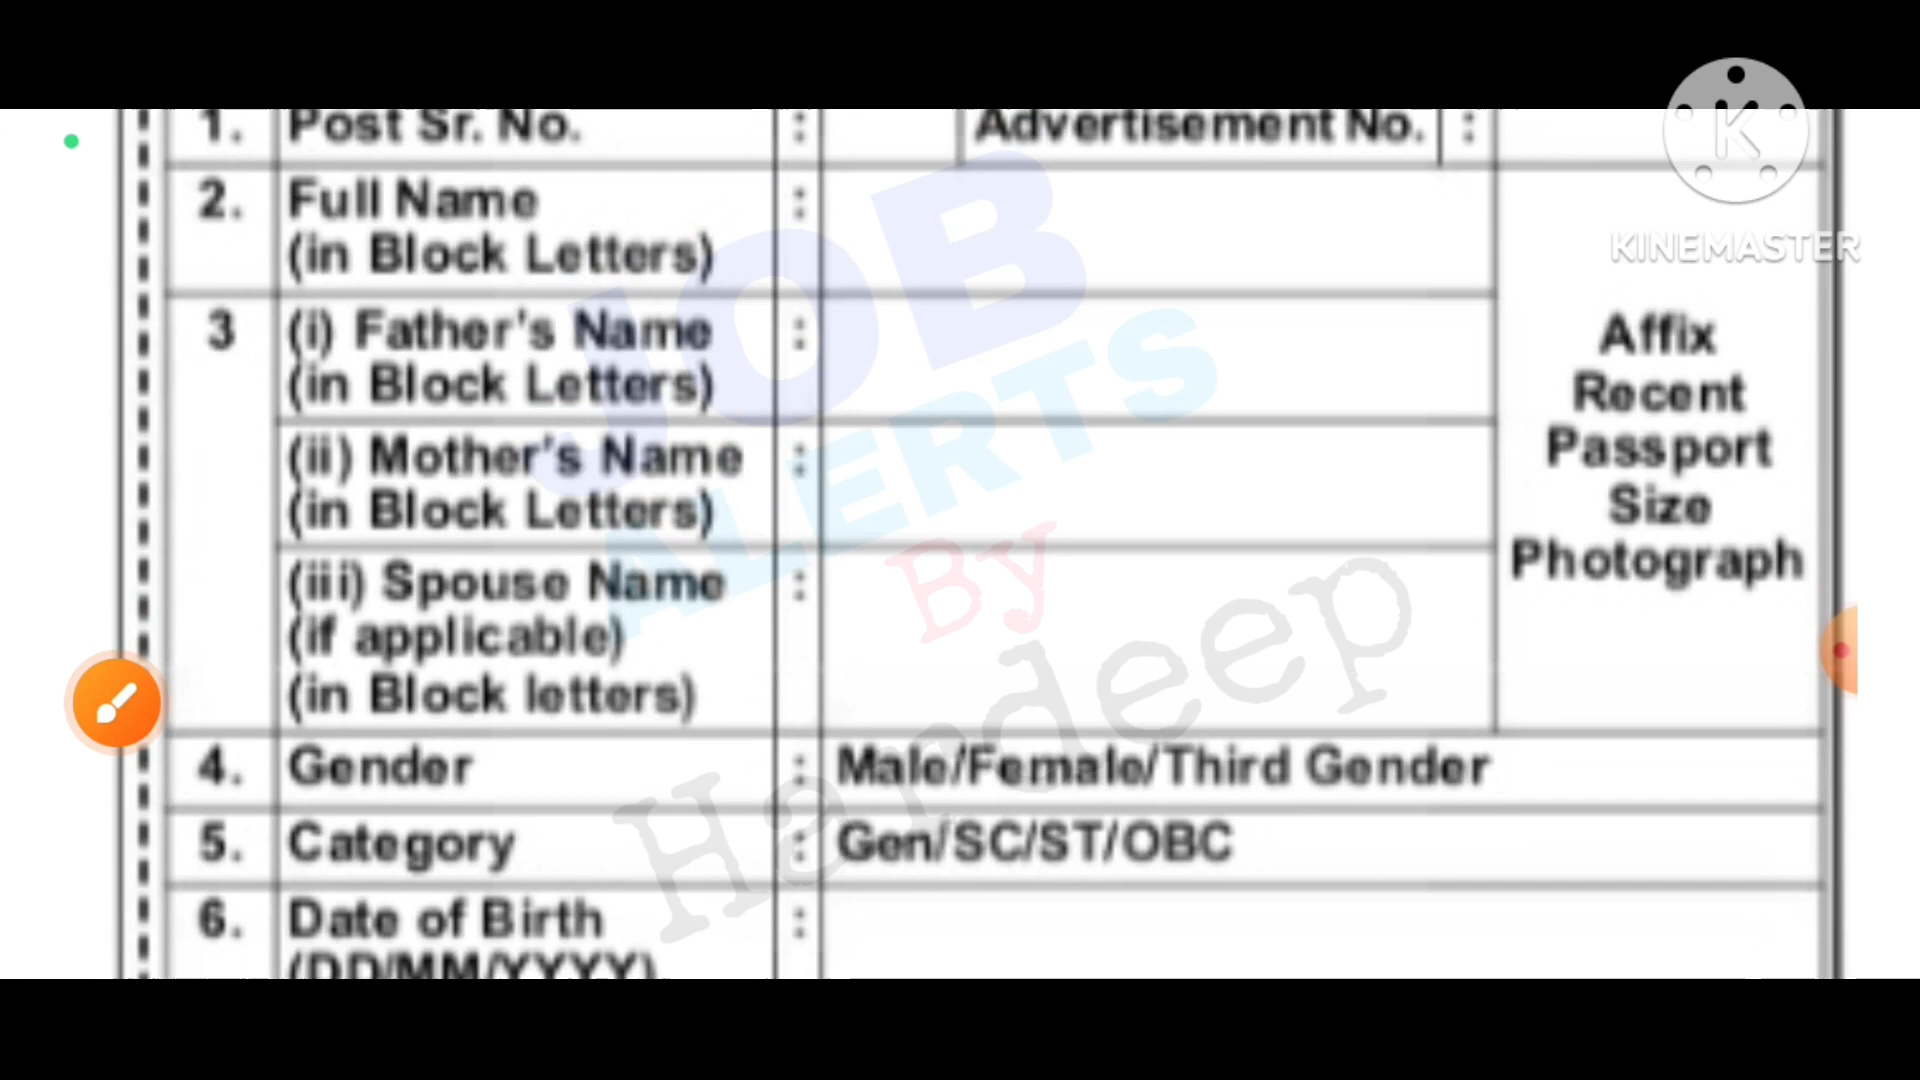 1. Post Sr. No. : Advertisement No. :
2. Full Name :
(in Block Letters)
3 (i) Father's Name :
(in Block Letters)
(ii) Mother's Name :
(in Block Letters)
(iii) Spouse Name :
(if applicable)
(in Block letters)
Affix
Recent
Passport
Size
Photograph
4. Gender : Male/Female/Third Gender
5. Category : Gen/SC/ST/OBC
6. Date of Birth :
(DD/MM/YYYY)
JOB
ALERTS
By
Hardeep
K
KINEMASTER